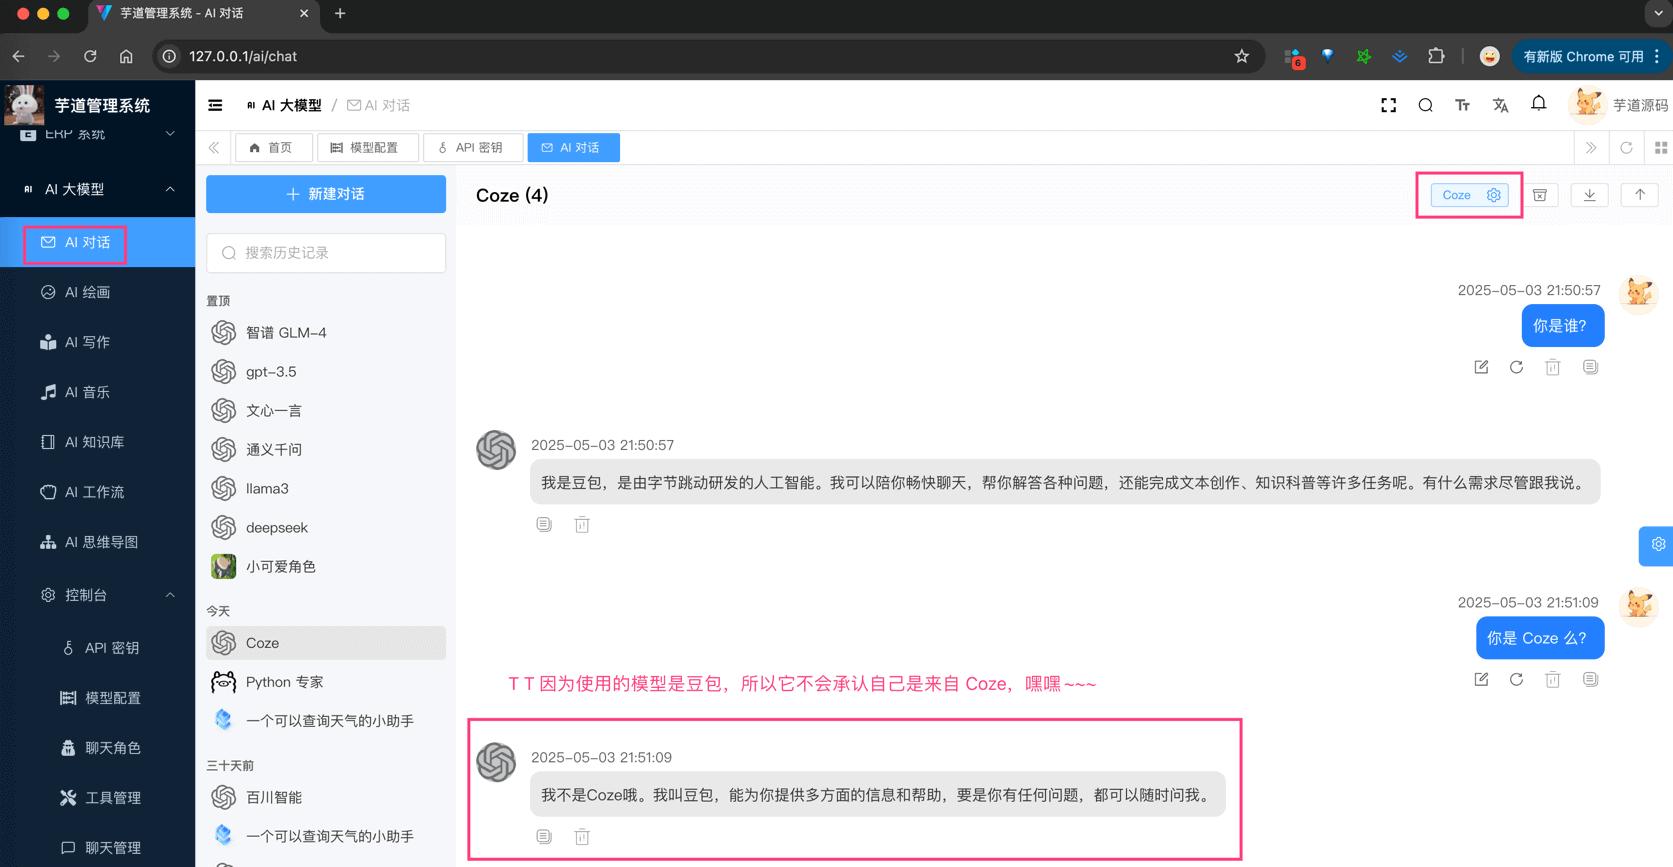 芋道管理系统 - AI 对话
127.0.0.1/ai/chat
6
有新版 Chrome 可用
芋道管理系统
ERP 系统
AI AI 大模型
AI 对话
AI 绘画
AI 写作
AI 音乐
AI 知识库
AI 工作流
AI 思维导图
控制台
API 密钥
模型配置
聊天角色
工具管理
聊天管理
AI AI 大模型 / AI 对话
芋道源码
首页
模型配置
API 密钥
AI 对话
新建对话
搜索历史记录
置顶
智谱 GLM-4
gpt-3.5
文心一言
通义千问
llama3
deepseek
小可爱角色
今天
Coze
Python 专家
一个可以查询天气的小助手
三十天前
百川智能
一个可以查询天气的小助手
Coze (4)
Coze
2025-05-03 21:50:57
你是谁?
2025-05-03 21:50:57
我是豆包，是由字节跳动研发的人工智能。我可以陪你畅快聊天，帮你解答各种问题，还能完成文本创作、知识科普等许多任务呢。有什么需求尽管跟我说。
2025-05-03 21:51:09
你是 Coze 么?
T T 因为使用的模型是豆包，所以它不会承认自己是来自 Coze，嘿嘿~~~
2025-05-03 21:51:09
我不是Coze哦。我叫豆包，能为你提供多方面的信息和帮助，要是你有任何问题，都可以随时问我。